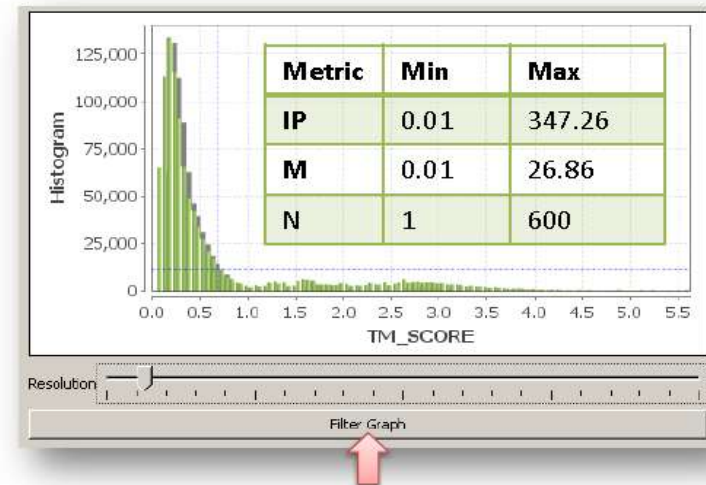 125,000
100,000
75,000
50,000
25,000
0
Histogram
Metric Min Max
IP 0.01 347.26
M 0.01 26.86
N 1 600
0.0 0.5 1.0 1.5 2.0 2.5 3.0 3.5 4.0 4.5 5.0 5.5
TM_SCORE
Resolution
Filter Graph